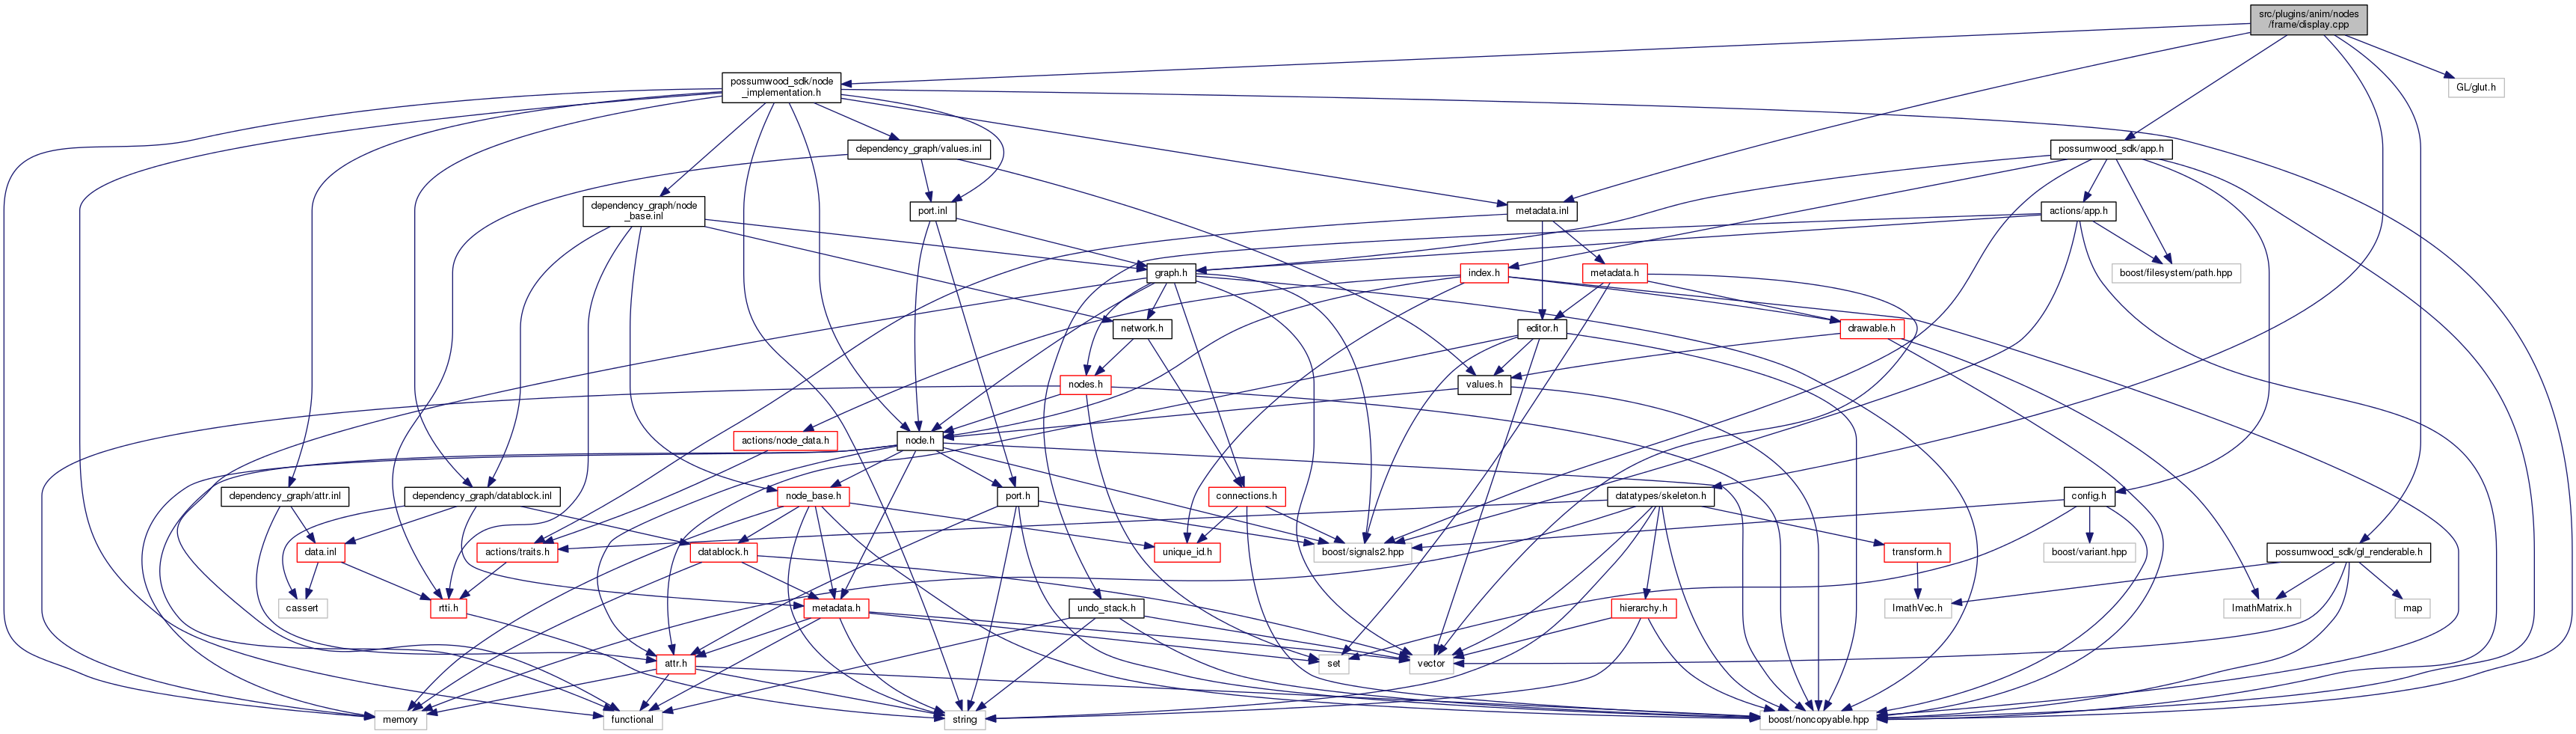 src/plugins/anim/nodes
/frame/display.cpp
possumwood_sdk/node
_implementation.h
GL/glut.h
dependency_graph/values.inl
possumwood_sdk/app.h
dependency_graph/node
_base.inl
port.inl
metadata.inl
actions/app.h
graph.h
index.h
metadata.h
boost/filesystem/path.hpp
network.h
editor.h
drawable.h
nodes.h
values.h
actions/node_data.h
node.h
dependency_graph/attr.inl
dependency_graph/datablock.inl
node_base.h
port.h
connections.h
datatypes/skeleton.h
config.h
data.inl
actions/traits.h
datablock.h
unique_id.h
boost/signals2.hpp
transform.h
boost/variant.hpp
possumwood_sdk/gl_renderable.h
cassert
rtti.h
metadata.h
undo_stack.h
hierarchy.h
ImathVec.h
ImathMatrix.h
map
attr.h
set
vector
memory
functional
string
boost/noncopyable.hpp